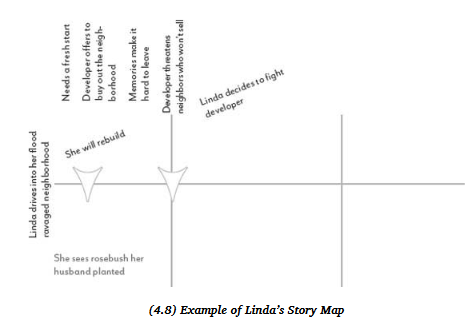 Needs a fresh start
Developer offers to
buy out the neigh-
borhood
Memories make it
hard to leave
Developer threatens
neighbors who won't sell
Linda decides to fight
developer
She will rebuild
Linda drives into her flood
ravaged neighborhood
She sees rosebush her
husband planted
(4.8) Example of Linda's Story Map